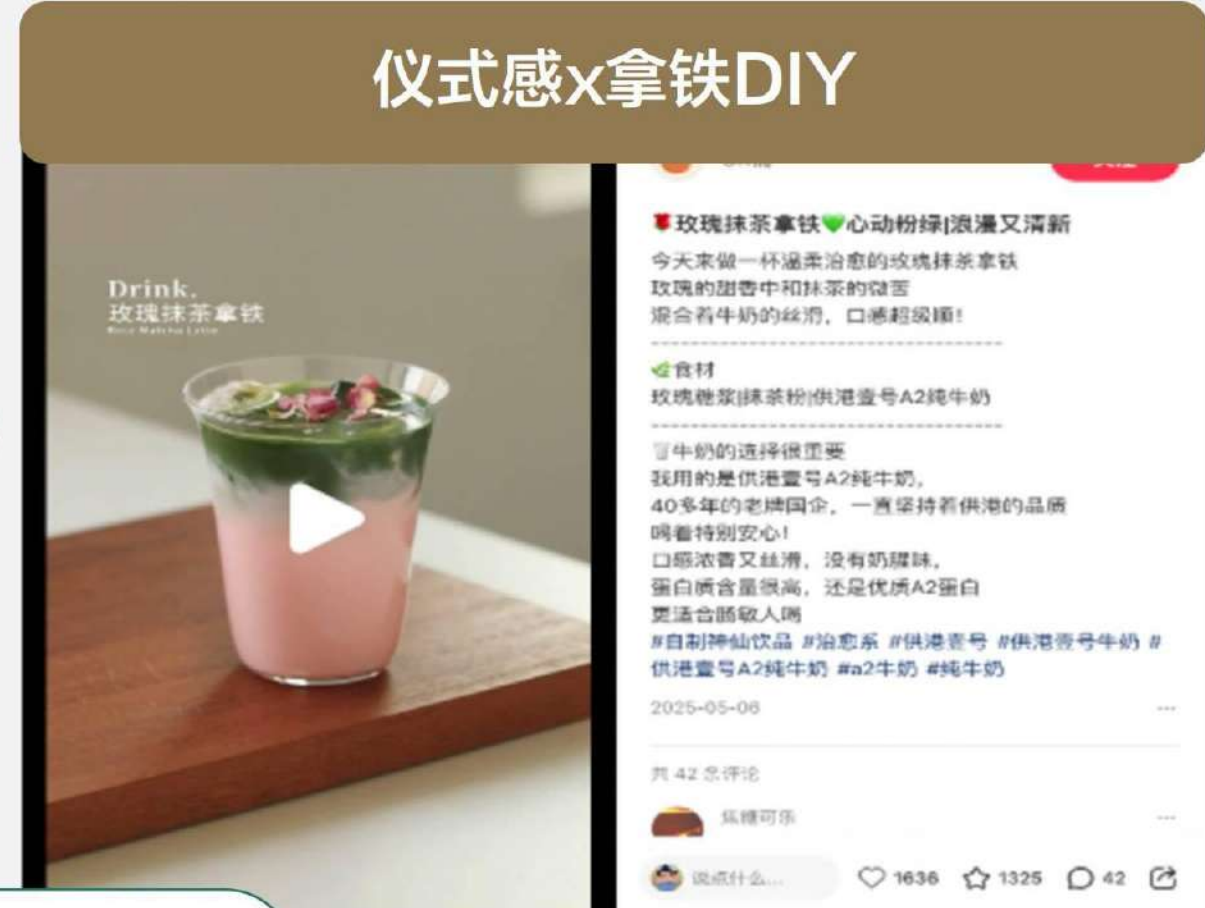 仪式感x拿铁DIY
Drink.
玫瑰抹茶拿铁
Rose Matcha Latte
玫瑰抹茶拿铁💚心动粉绿|浪漫又清新
今天来做一杯温柔治愈的玫瑰抹茶拿铁
玫瑰的甜香中和抹茶的微苦
混合着牛奶的丝滑，口感超级顺！
🌿食材
玫瑰糖浆|抹茶粉|供港壹号A2纯牛奶
🥛牛奶的选择很重要
我用的是供港壹号A2纯牛奶，
40多年的老牌国企，一直坚持着供港的品质
喝着特别安心！
口感浓香又丝滑，没有奶腥味，
蛋白质含量很高，还是优质A2蛋白
更适合肠敏人喝
#自制神仙饮品 #治愈系 #供港壹号 #供港壹号牛奶 #
供港壹号A2纯牛奶 #a2牛奶 #纯牛奶
2025-05-06
共 42 条评论
焦糖可乐
说点什么...
1636
1325
42